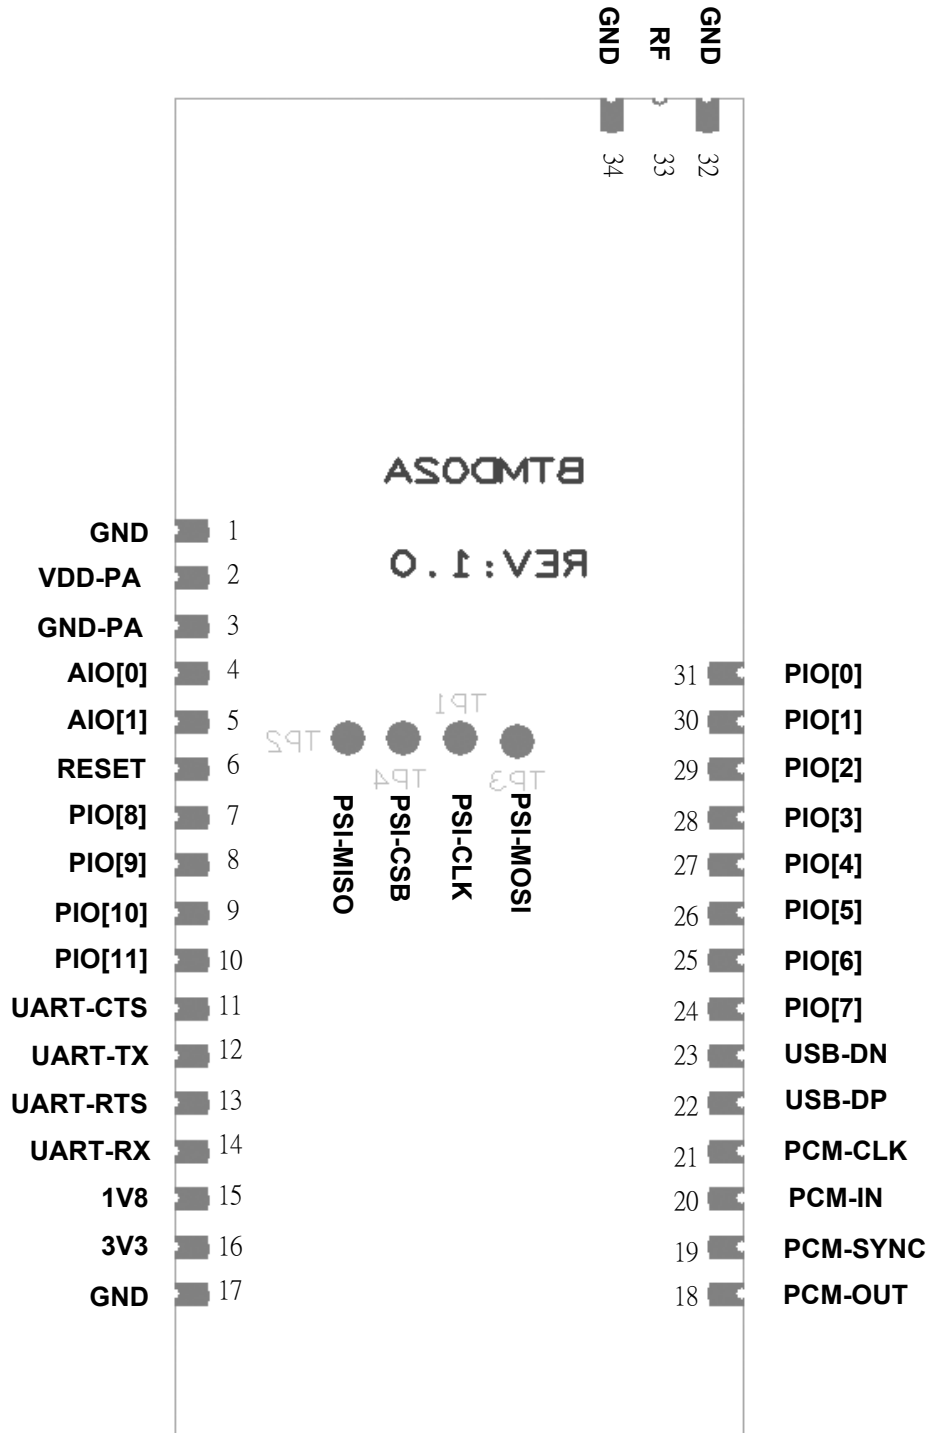 GND RF GND
34 33 32
BTMD02A
REV:1.0
GND 1
VDD-PA 2
GND-PA 3
AIO[0] 4 31 PIO[0]
AIO[1] 5 30 PIO[1]
RESET 6 29 PIO[2]
PIO[8] 7 28 PIO[3]
PIO[9] 8 27 PIO[4]
PIO[10] 9 26 PIO[5]
PIO[11] 10 25 PIO[6]
UART-CTS 11 24 PIO[7]
UART-TX 12 23 USB-DN
UART-RTS 13 22 USB-DP
UART-RX 14 21 PCM-CLK
1V8 15 20 PCM-IN
3V3 16 19 PCM-SYNC
GND 17 18 PCM-OUT
TP1
TP2
TP4 TP3
PSI-MISO PSI-CSB PSI-CLK PSI-MOSI